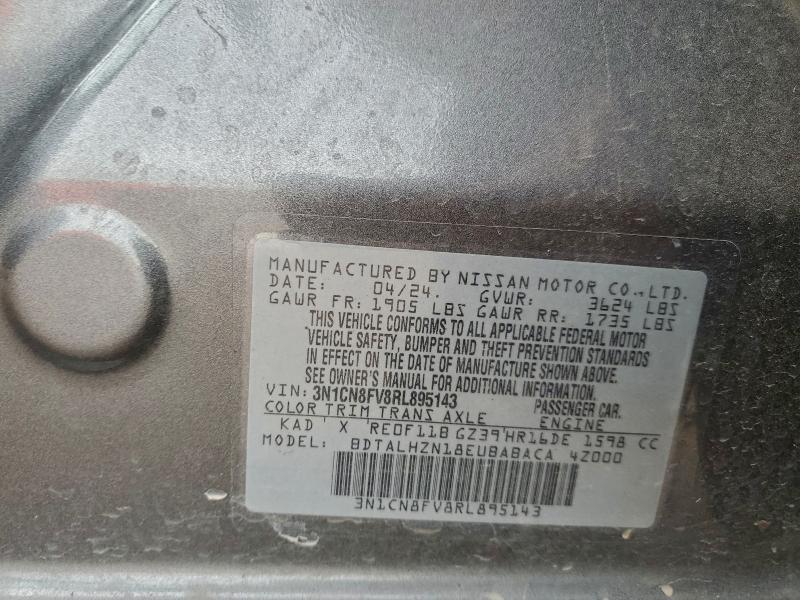 MANUFACTURED BY NISSAN MOTOR CO.,LTD.
DATE: 04/24. GVWR: 3624 LBS
GAWR FR: 1905 LBS GAWR RR: 1735 LBS
THIS VEHICLE CONFORMS TO ALL APPLICABLE FEDERAL MOTOR
VEHICLE SAFETY, BUMPER AND THEFT PREVENTION STANDARDS
IN EFFECT ON THE DATE OF MANUFACTURE SHOWN ABOVE.
SEE OWNER'S MANUAL FOR ADDITIONAL INFORMATION.
VIN: 3N1CN8FV8RL895143 PASSENGER CAR.
COLOR TRIM TRANS AXLE ENGINE
KAD X RE0F11B GZ39 HR16DE 1598 CC
MODEL: BDTALHZN18EUBABACA 4Z000
3N1CN8FV8RL895143